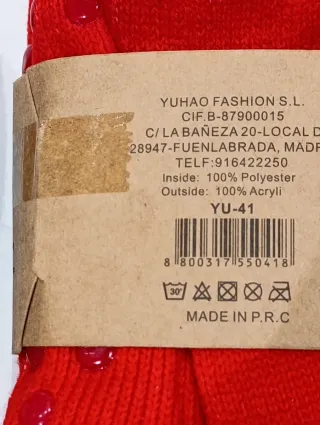 YUHAO FASHION S.L.
CIF.B-87900015
C/ LA BAÑEZA 20-LOCAL D
28947-FUENLABRADA, MADR
TELF:916422250
Inside: 100% Polyester
Outside: 100% Acryli
YU-41
8 800317 550418
30°
MADE IN P.R.C